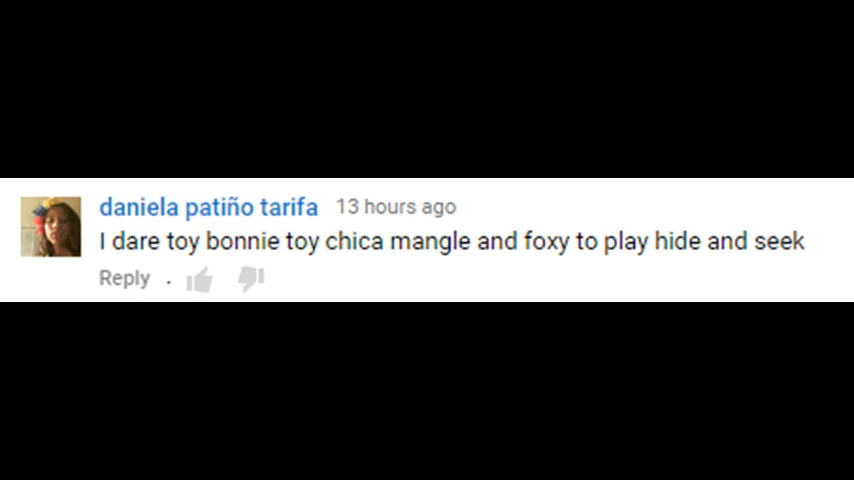 daniela patiño tarifa 13 hours ago
I dare toy bonnie toy chica mangle and foxy to play hide and seek
Reply .